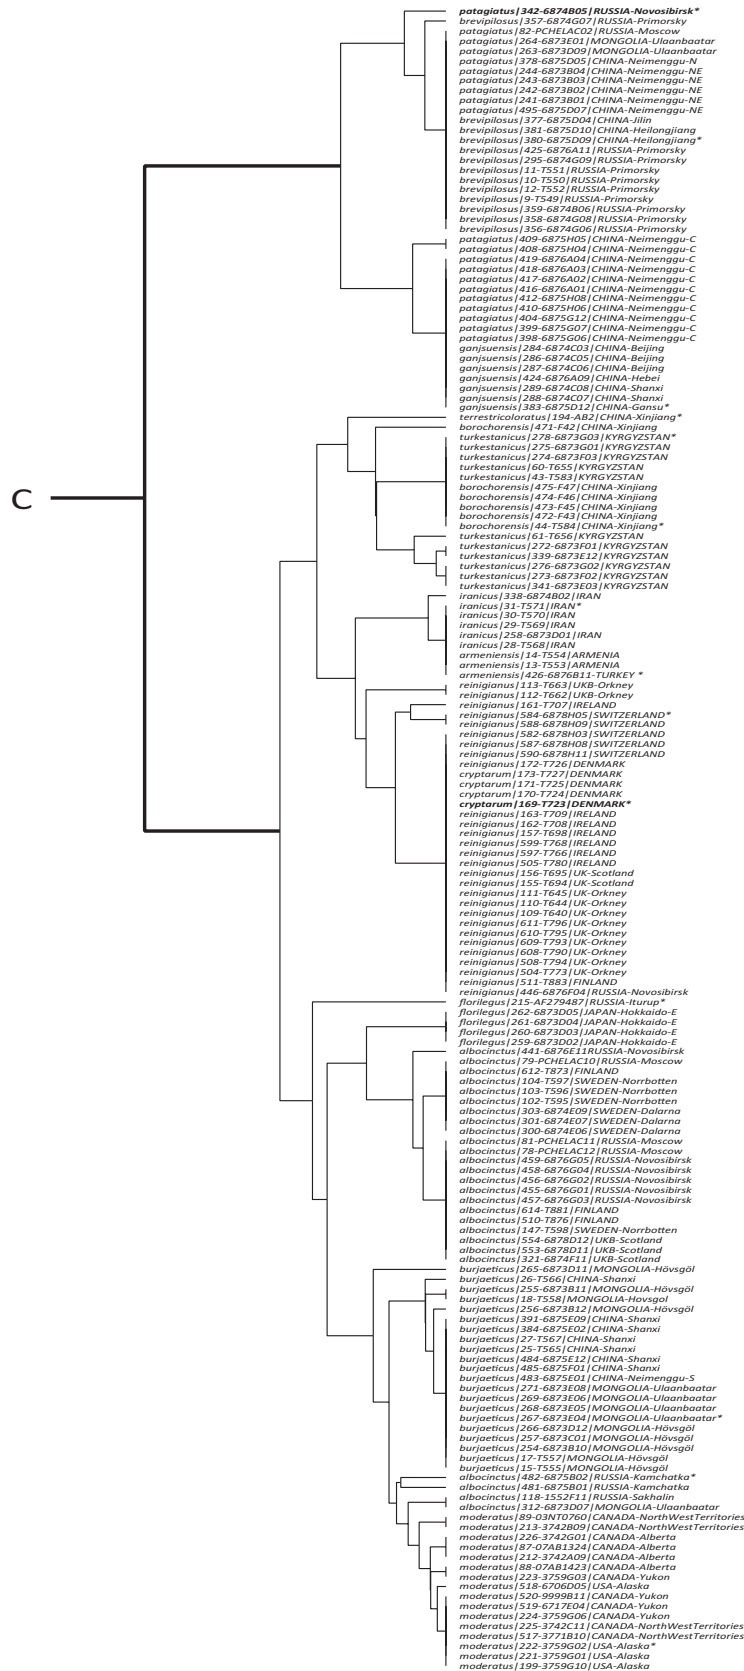 C
patagiatus|342-6874B05|RUSSIA-Novosibirsk*
brevipilosus|357-6874G07|RUSSIA-Primorsky
patagiatus|82-PCHELAC02|RUSSIA-Moscow
patagiatus|264-6873E01|MONGOLIA-Ulaanbaatar
patagiatus|263-6873D09|MONGOLIA-Ulaanbaatar
patagiatus|378-6875D05|CHINA-Neimenggu-N
patagiatus|244-6873B04|CHINA-Neimenggu-NE
patagiatus|243-6873B03|CHINA-Neimenggu-NE
patagiatus|242-6873B02|CHINA-Neimenggu-NE
patagiatus|241-6873B01|CHINA-Neimenggu-NE
patagiatus|495-6875D07|CHINA-Neimenggu-NE
brevipilosus|377-6875D04|CHINA-Jilin
brevipilosus|381-6875D10|CHINA-Heilongjiang
brevipilosus|380-6875D09|CHINA-Heilongjiang*
brevipilosus|425-6876A11|RUSSIA-Primorsky
brevipilosus|295-6874G09|RUSSIA-Primorsky
brevipilosus|11-T551|RUSSIA-Primorsky
brevipilosus|10-T550|RUSSIA-Primorsky
brevipilosus|12-T552|RUSSIA-Primorsky
brevipilosus|9-T549|RUSSIA-Primorsky
brevipilosus|359-6874B06|RUSSIA-Primorsky
brevipilosus|358-6874G08|RUSSIA-Primorsky
brevipilosus|356-6874G06|RUSSIA-Primorsky
patagiatus|409-6875H05|CHINA-Neimenggu-C
patagiatus|408-6875H04|CHINA-Neimenggu-C
patagiatus|419-6876A04|CHINA-Neimenggu-C
patagiatus|418-6876A03|CHINA-Neimenggu-C
patagiatus|417-6876A02|CHINA-Neimenggu-C
patagiatus|416-6876A01|CHINA-Neimenggu-C
patagiatus|412-6875H08|CHINA-Neimenggu-C
patagiatus|410-6875H06|CHINA-Neimenggu-C
patagiatus|404-6875G12|CHINA-Neimenggu-C
patagiatus|399-6875G07|CHINA-Neimenggu-C
patagiatus|398-6875G06|CHINA-Neimenggu-C
ganjsuensis|284-6874C03|CHINA-Beijing
ganjsuensis|286-6874C05|CHINA-Beijing
ganjsuensis|287-6874C06|CHINA-Beijing
ganjsuensis|424-6876A09|CHINA-Hebei
ganjsuensis|289-6874C08|CHINA-Shanxi
ganjsuensis|288-6874C07|CHINA-Shanxi
ganjsuensis|383-6875D12|CHINA-Gansu*
terrestricoloratus|194-AB2|CHINA-Xinjiang*
borochorensis|471-F42|CHINA-Xinjiang
turkestanicus|278-6873G03|KYRGYZSTAN*
turkestanicus|275-6873G01|KYRGYZSTAN
turkestanicus|274-6873F03|KYRGYZSTAN
turkestanicus|60-T655|KYRGYZSTAN
turkestanicus|43-T583|KYRGYZSTAN
borochorensis|475-F47|CHINA-Xinjiang
borochorensis|474-F46|CHINA-Xinjiang
borochorensis|473-F45|CHINA-Xinjiang
borochorensis|472-F43|CHINA-Xinjiang
borochorensis|44-T584|CHINA-Xinjiang*
turkestanicus|61-T656|KYRGYZSTAN
turkestanicus|272-6873F01|KYRGYZSTAN
turkestanicus|339-6873E12|KYRGYZSTAN
turkestanicus|276-6873G02|KYRGYZSTAN
turkestanicus|273-6873F02|KYRGYZSTAN
turkestanicus|341-6873E03|KYRGYZSTAN
iranicus|338-6874B02|IRAN
iranicus|31-T571|IRAN*
iranicus|30-T570|IRAN
iranicus|29-T569|IRAN
iranicus|258-6873D01|IRAN
iranicus|28-T568|IRAN
armeniensis|14-T554|ARMENIA
armeniensis|13-T553|ARMENIA
armeniensis|426-6876B11-TURKEY *
reinigianus|113-T663|UKB-Orkney
reinigianus|112-T662|UKB-Orkney
reinigianus|161-T707|IRELAND
reinigianus|584-6878H05|SWITZERLAND*
reinigianus|588-6878H09|SWITZERLAND
reinigianus|582-6878H03|SWITZERLAND
reinigianus|587-6878H08|SWITZERLAND
reinigianus|590-6878H11|SWITZERLAND
reinigianus|172-T726|DENMARK
cryptarum|173-T727|DENMARK
cryptarum|171-T725|DENMARK
cryptarum|170-T724|DENMARK
cryptarum|169-T723|DENMARK*
reinigianus|163-T709|IRELAND
reinigianus|162-T708|IRELAND
reinigianus|157-T698|IRELAND
reinigianus|599-T768|IRELAND
reinigianus|597-T766|IRELAND
reinigianus|505-T780|IRELAND
reinigianus|156-T695|UK-Scotland
reinigianus|155-T694|UK-Scotland
reinigianus|111-T645|UK-Orkney
reinigianus|110-T644|UK-Orkney
reinigianus|109-T640|UK-Orkney
reinigianus|611-T796|UK-Orkney
reinigianus|610-T795|UK-Orkney
reinigianus|609-T793|UK-Orkney
reinigianus|608-T790|UK-Orkney
reinigianus|508-T794|UK-Orkney
reinigianus|504-T773|UK-Orkney
reinigianus|511-T883|FINLAND
reinigianus|446-6876F04|RUSSIA-Novosibirsk
florilegus|215-AF279487|RUSSIA-Iturup*
florilegus|262-6873D05|JAPAN-Hokkaido-E
florilegus|261-6873D04|JAPAN-Hokkaido-E
florilegus|260-6873D03|JAPAN-Hokkaido-E
florilegus|259-6873D02|JAPAN-Hokkaido-E
albocinctus|441-6876E11RUSSIA-Novosibirsk
albocinctus|79-PCHELAC10|RUSSIA-Moscow
albocinctus|612-T873|FINLAND
albocinctus|104-T597|SWEDEN-Norrbotten
albocinctus|103-T596|SWEDEN-Norrbotten
albocinctus|102-T595|SWEDEN-Norrbotten
albocinctus|303-6874E09|SWEDEN-Dalarna
albocinctus|301-6874E07|SWEDEN-Dalarna
albocinctus|300-6874E06|SWEDEN-Dalarna
albocinctus|81-PCHELAC11|RUSSIA-Moscow
albocinctus|78-PCHELAC12|RUSSIA-Moscow
albocinctus|459-6876G05|RUSSIA-Novosibirsk
albocinctus|458-6876G04|RUSSIA-Novosibirsk
albocinctus|456-6876G02|RUSSIA-Novosibirsk
albocinctus|455-6876G01|RUSSIA-Novosibirsk
albocinctus|457-6876G03|RUSSIA-Novosibirsk
albocinctus|614-T881|FINLAND
albocinctus|510-T876|FINLAND
albocinctus|147-T598|SWEDEN-Norrbotten
albocinctus|554-6878D12|UKB-Scotland
albocinctus|553-6878D11|UKB-Scotland
albocinctus|321-6874F11|UKB-Scotland
burjaeticus|265-6873D11|MONGOLIA-Hövsgöl
burjaeticus|26-T566|CHINA-Shanxi
burjaeticus|255-6873B11|MONGOLIA-Hövsgöl
burjaeticus|18-T558|MONGOLIA-Hovsgol
burjaeticus|256-6873B12|MONGOLIA-Hövsgöl
burjaeticus|391-6875E09|CHINA-Shanxi
burjaeticus|384-6875E02|CHINA-Shanxi
burjaeticus|27-T567|CHINA-Shanxi
burjaeticus|25-T565|CHINA-Shanxi
burjaeticus|484-6875E12|CHINA-Shanxi
burjaeticus|485-6875F01|CHINA-Shanxi
burjaeticus|483-6875E01|CHINA-Neimenggu-S
burjaeticus|271-6873E08|MONGOLIA-Ulaanbaatar
burjaeticus|269-6873E06|MONGOLIA-Ulaanbaatar
burjaeticus|268-6873E05|MONGOLIA-Ulaanbaatar
burjaeticus|267-6873E04|MONGOLIA-Ulaanbaatar*
burjaeticus|266-6873D12|MONGOLIA-Hövsgöl
burjaeticus|257-6873C01|MONGOLIA-Hövsgöl
burjaeticus|254-6873B10|MONGOLIA-Hövsgöl
burjaeticus|17-T557|MONGOLIA-Hövsgöl
burjaeticus|15-T555|MONGOLIA-Hövsgöl
albocinctus|482-6875B02|RUSSIA-Kamchatka*
albocinctus|481-6875B01|RUSSIA-Kamchatka
albocinctus|118-1552F11|RUSSIA-Sakhalin
albocinctus|312-6873D07|MONGOLIA-Ulaanbaatar
moderatus|89-03NT0760|CANADA-NorthWestTerritories
moderatus|213-3742B09|CANADA-NorthWestTerritories
moderatus|226-3742G01|CANADA-Alberta
moderatus|87-07AB1324|CANADA-Alberta
moderatus|212-3742A09|CANADA-Alberta
moderatus|88-07AB1423|CANADA-Alberta
moderatus|223-3759G03|CANADA-Yukon
moderatus|518-6706D05|USA-Alaska
moderatus|520-9999B11|CANADA-Yukon
moderatus|519-6717E04|CANADA-Yukon
moderatus|224-3759G06|CANADA-Yukon
moderatus|225-3742C11|CANADA-NorthWestTerritories
moderatus|517-3771B10|CANADA-NorthWestTerritories
moderatus|222-3759G02|USA-Alaska*
moderatus|221-3759G01|USA-Alaska
moderatus|199-3759G10|USA-Alaska